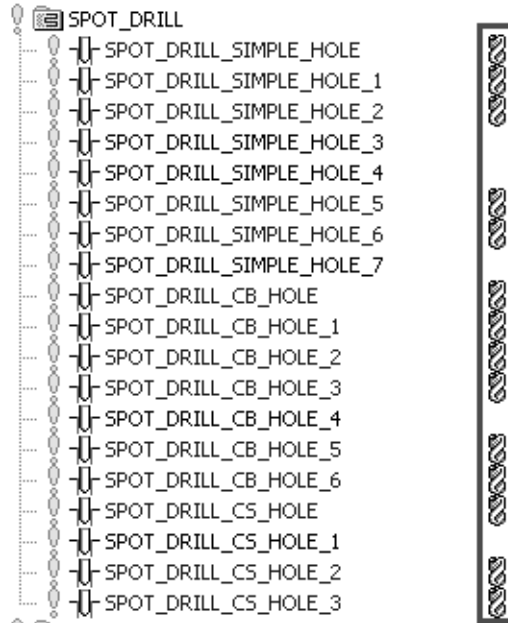 SPOT_DRILL
SPOT_DRILL_SIMPLE_HOLE
SPOT_DRILL_SIMPLE_HOLE_1
SPOT_DRILL_SIMPLE_HOLE_2
SPOT_DRILL_SIMPLE_HOLE_3
SPOT_DRILL_SIMPLE_HOLE_4
SPOT_DRILL_SIMPLE_HOLE_5
SPOT_DRILL_SIMPLE_HOLE_6
SPOT_DRILL_SIMPLE_HOLE_7
SPOT_DRILL_CB_HOLE
SPOT_DRILL_CB_HOLE_1
SPOT_DRILL_CB_HOLE_2
SPOT_DRILL_CB_HOLE_3
SPOT_DRILL_CB_HOLE_4
SPOT_DRILL_CB_HOLE_5
SPOT_DRILL_CB_HOLE_6
SPOT_DRILL_CS_HOLE
SPOT_DRILL_CS_HOLE_1
SPOT_DRILL_CS_HOLE_2
SPOT_DRILL_CS_HOLE_3